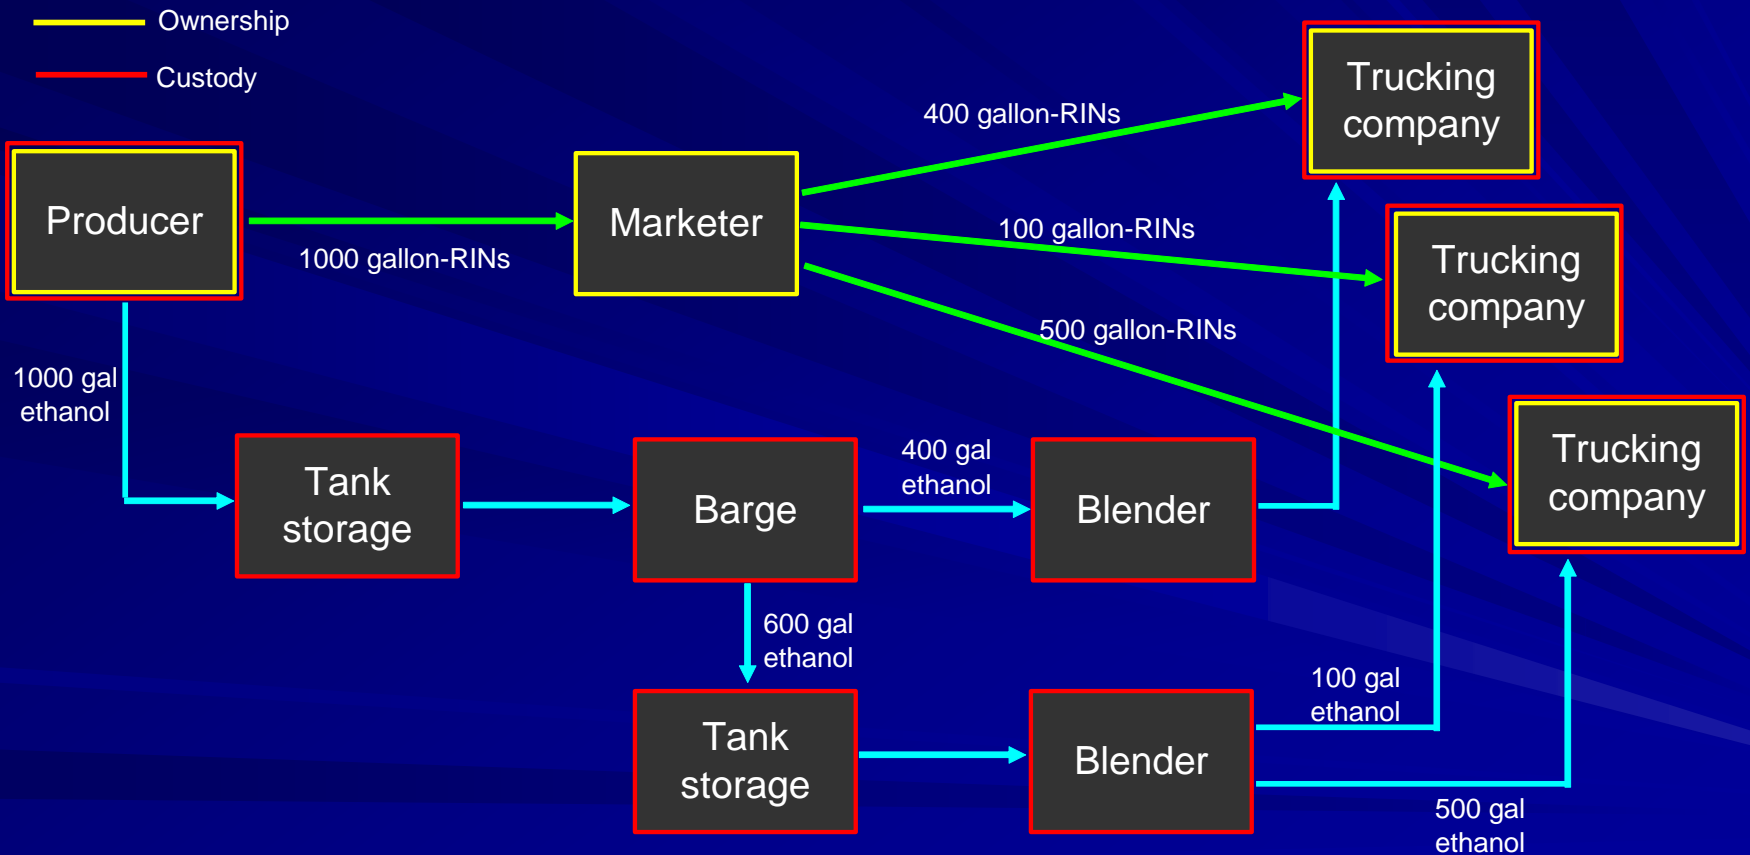 Ownership
Custody
Producer
1000 gallon-RINs
Marketer
400 gallon-RINs
100 gallon-RINs
500 gallon-RINs
Trucking
company
Trucking
company
Trucking
company
1000 gal
ethanol
Tank
storage
Barge
400 gal
ethanol
Blender
600 gal
ethanol
Tank
storage
Blender
100 gal
ethanol
500 gal
ethanol